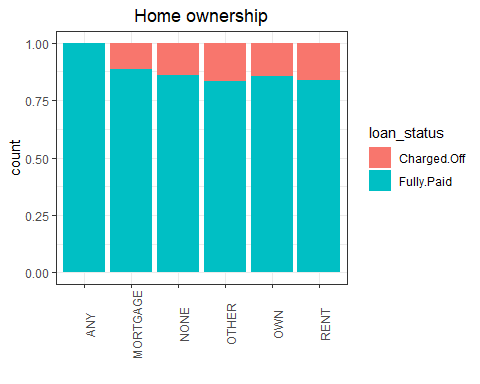 Home ownership
count
1.00
0.75
0.50
0.25
0.00
ANY
MORTGAGE
NONE
OTHER
OWN
RENT
loan_status
Charged.Off
Fully.Paid